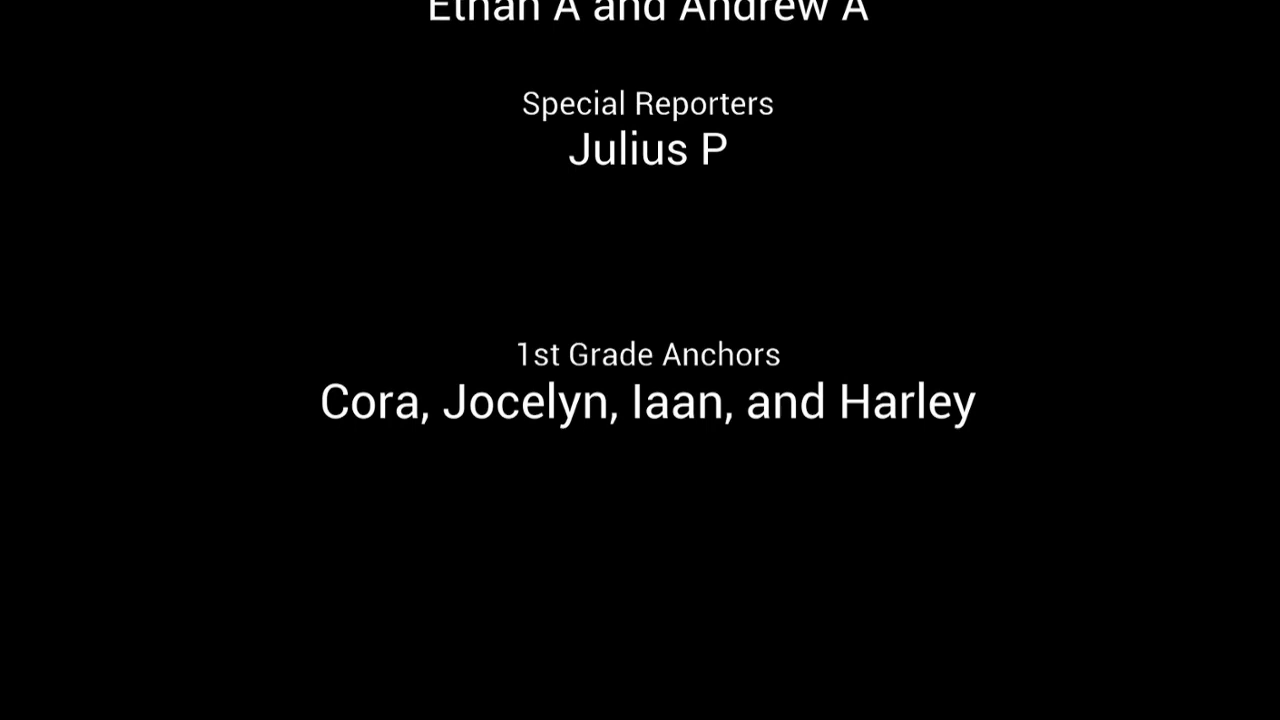 Ethan A and Andrew A
Special Reporters
Julius P
1st Grade Anchors
Cora, Jocelyn, Iaan, and Harley